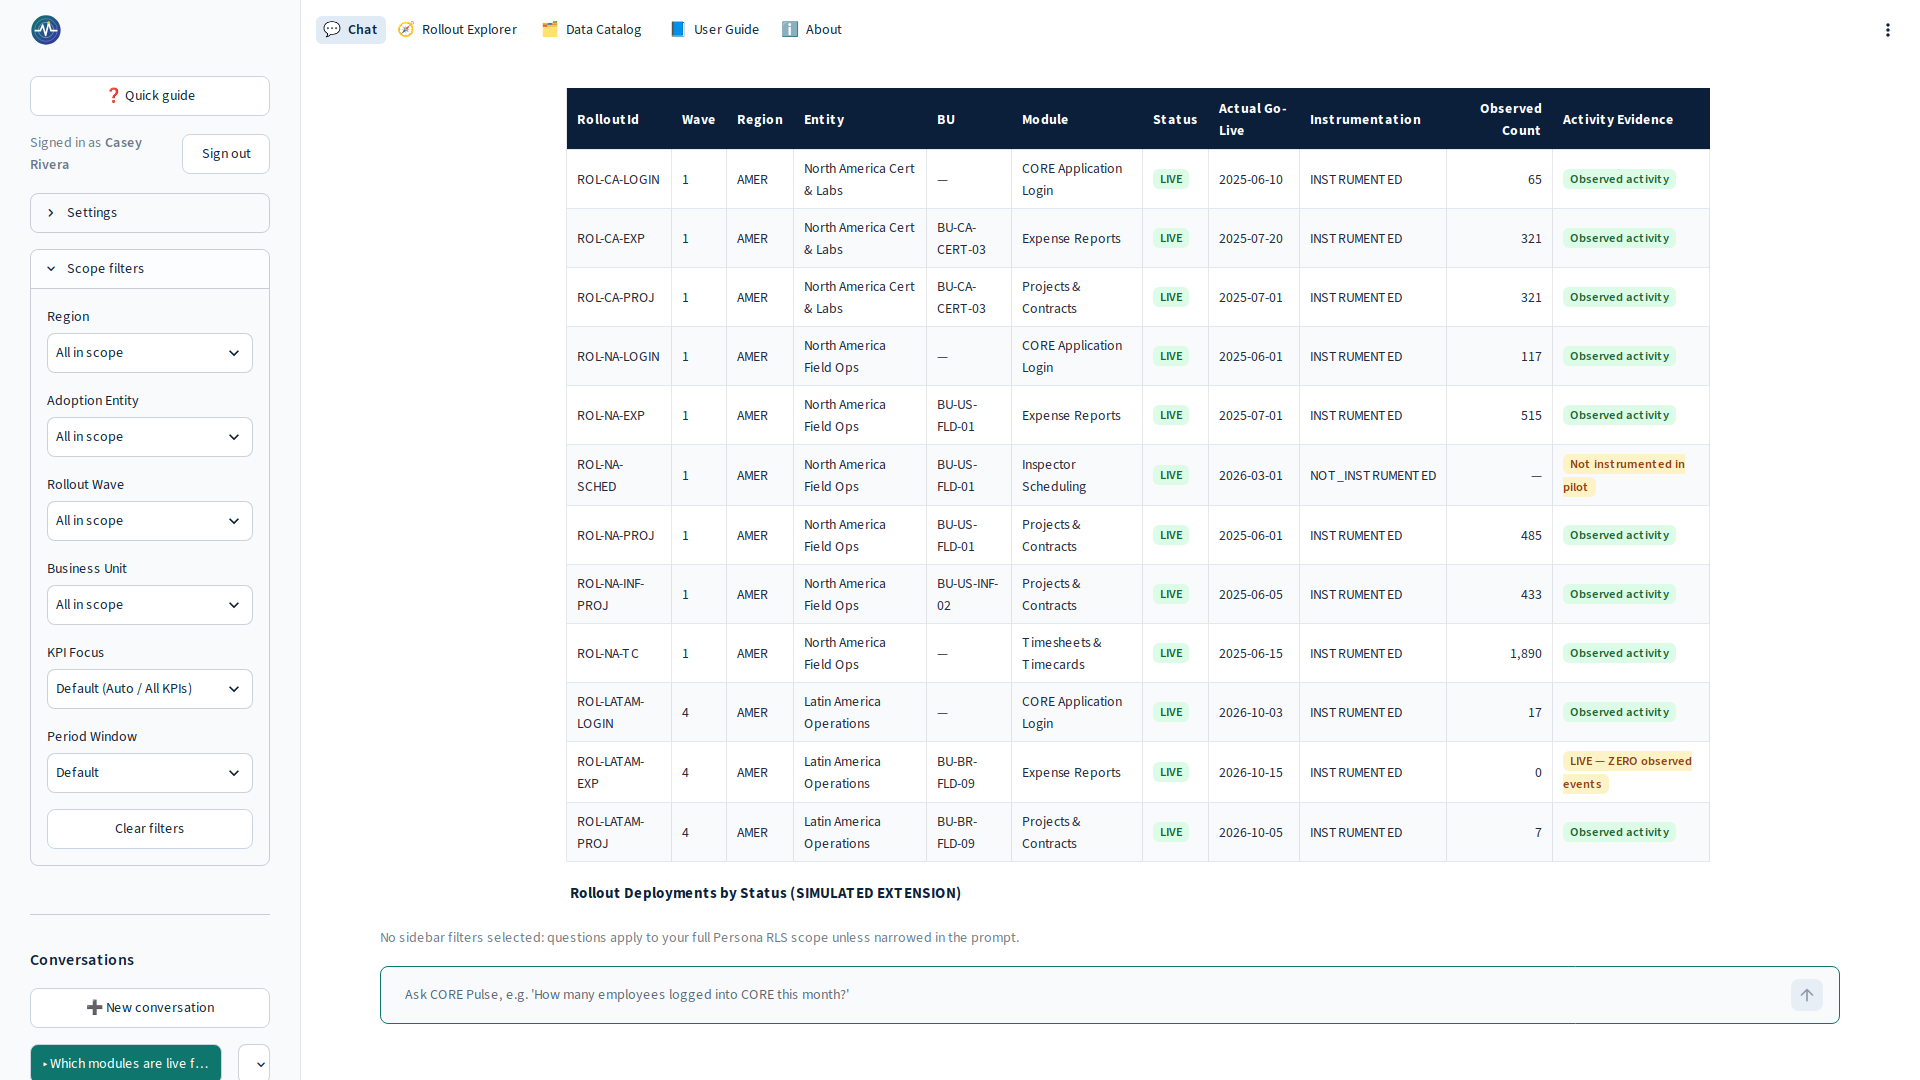 💬 Chat
🧭 Rollout Explorer
🗂️ Data Catalog
📘 User Guide
ℹ️ About
❓ Quick guide
Signed in as Casey
Rivera
Sign out
Settings
Scope filters
Region
All in scope
Adoption Entity
All in scope
Rollout Wave
All in scope
Business Unit
All in scope
KPI Focus
Default (Auto / All KPIs)
Period Window
Default
Clear filters
Conversations
➕ New conversation
Which modules are live f...
RolloutId Wave Region Entity BU Module Status Actual Go-Live Instrumentation Observed Count Activity Evidence
ROL-CA-LOGIN 1 AMER North America Cert & Labs — CORE Application Login LIVE 2025-06-10 INSTRUMENTED 65 Observed activity
ROL-CA-EXP 1 AMER North America Cert & Labs BU-CA-CERT-03 Expense Reports LIVE 2025-07-20 INSTRUMENTED 321 Observed activity
ROL-CA-PROJ 1 AMER North America Cert & Labs BU-CA-CERT-03 Projects & Contracts LIVE 2025-07-01 INSTRUMENTED 321 Observed activity
ROL-NA-LOGIN 1 AMER North America Field Ops — CORE Application Login LIVE 2025-06-01 INSTRUMENTED 117 Observed activity
ROL-NA-EXP 1 AMER North America Field Ops BU-US-FLD-01 Expense Reports LIVE 2025-07-01 INSTRUMENTED 515 Observed activity
ROL-NA-SCHED 1 AMER North America Field Ops BU-US-FLD-01 Inspector Scheduling LIVE 2026-03-01 NOT_INSTRUMENTED — Not instrumented in pilot
ROL-NA-PROJ 1 AMER North America Field Ops BU-US-FLD-01 Projects & Contracts LIVE 2025-06-01 INSTRUMENTED 485 Observed activity
ROL-NA-INF-PROJ 1 AMER North America Field Ops BU-US-INF-02 Projects & Contracts LIVE 2025-06-05 INSTRUMENTED 433 Observed activity
ROL-NA-TC 1 AMER North America Field Ops — Timesheets & Timecards LIVE 2025-06-15 INSTRUMENTED 1,890 Observed activity
ROL-LATAM-LOGIN 4 AMER Latin America Operations — CORE Application Login LIVE 2026-10-03 INSTRUMENTED 17 Observed activity
ROL-LATAM-EXP 4 AMER Latin America Operations BU-BR-FLD-09 Expense Reports LIVE 2026-10-15 INSTRUMENTED 0 LIVE — ZERO observed events
ROL-LATAM-PROJ 4 AMER Latin America Operations BU-BR-FLD-09 Projects & Contracts LIVE 2026-10-05 INSTRUMENTED 7 Observed activity
Rollout Deployments by Status (SIMULATED EXTENSION)
No sidebar filters selected: questions apply to your full Persona RLS scope unless narrowed in the prompt.
Ask CORE Pulse, e.g. 'How many employees logged into CORE this month?'